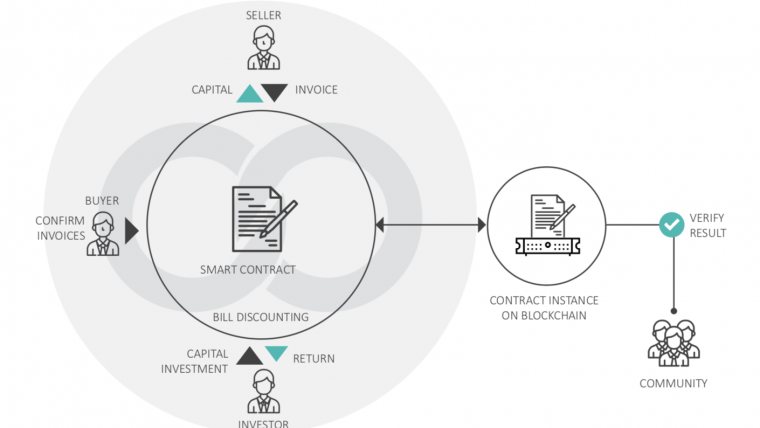 SELLER
CAPITAL
INVOICE
BUYER
CONFIRM
INVOICES
SMART CONTRACT
BILL DISCOUNTING
CAPITAL
INVESTMENT
RETURN
INVESTOR
CONTRACT INSTANCE
ON BLOCKCHAIN
VERIFY
RESULT
COMMUNITY